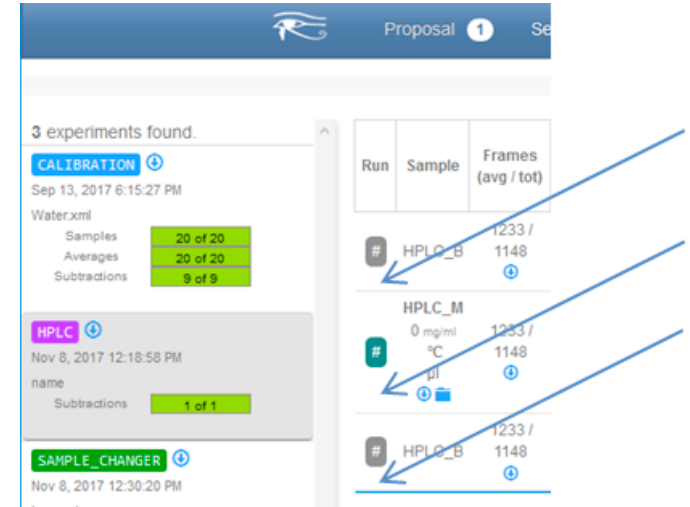 Proposal 1 Se
3 experiments found.
CALIBRATION
Sep 13, 2017 6:15:27 PM
Water.xml
Samples 20 of 20
Averages 20 of 20
Subtractions 9 of 9
HPLC
Nov 8, 2017 12:18:58 PM
name
Subtractions 1 of 1
SAMPLE_CHANGER
Nov 8, 2017 12:30:20 PM
Run Sample Frames
(avg / tot)
# HPLC_B 1233 /
1148
HPLC_M
0 mg/ml
# °C 1233 /
1148
µl
# HPLC_B 1233 /
1148